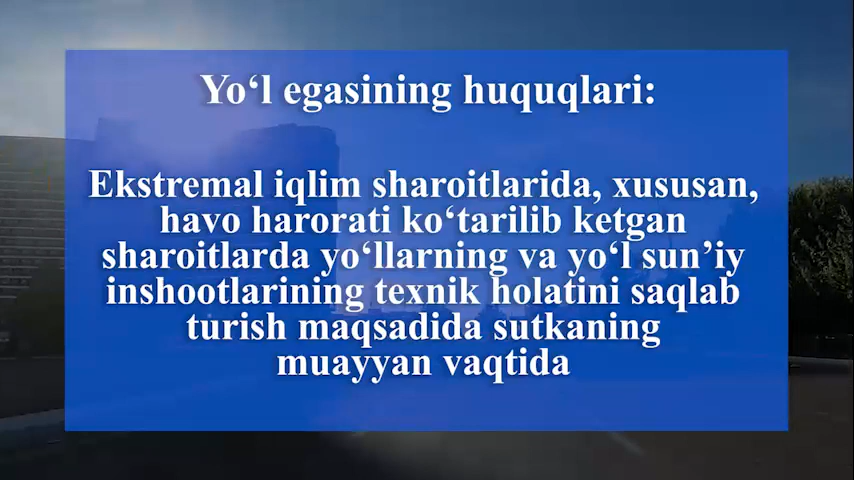 Yo‘l egasining huquqlari:
Ekstremal iqlim sharoitlarida, xususan,
havo harorati ko‘tarilib ketgan
sharoitlarda yo‘llarning va yo‘l sun’iy
inshootlarining texnik holatini saqlab
turish maqsadida sutkaning
muayyan vaqtida